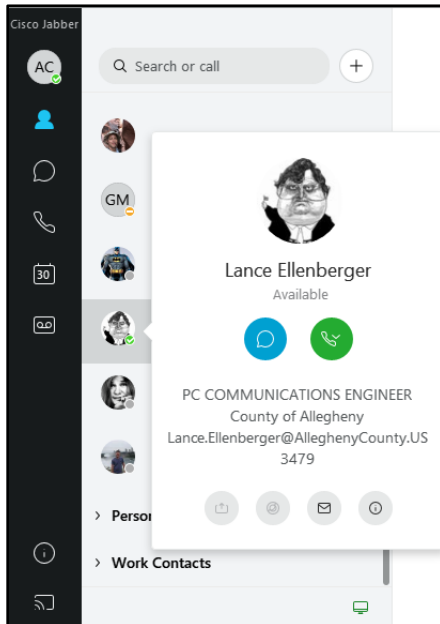 Cisco Jabber
AC
Search or call
GM
Lance Ellenberger
Available
PC COMMUNICATIONS ENGINEER
County of Allegheny
Lance.Ellenberger@AlleghenyCounty.US
3479
30
Person
Work Contacts